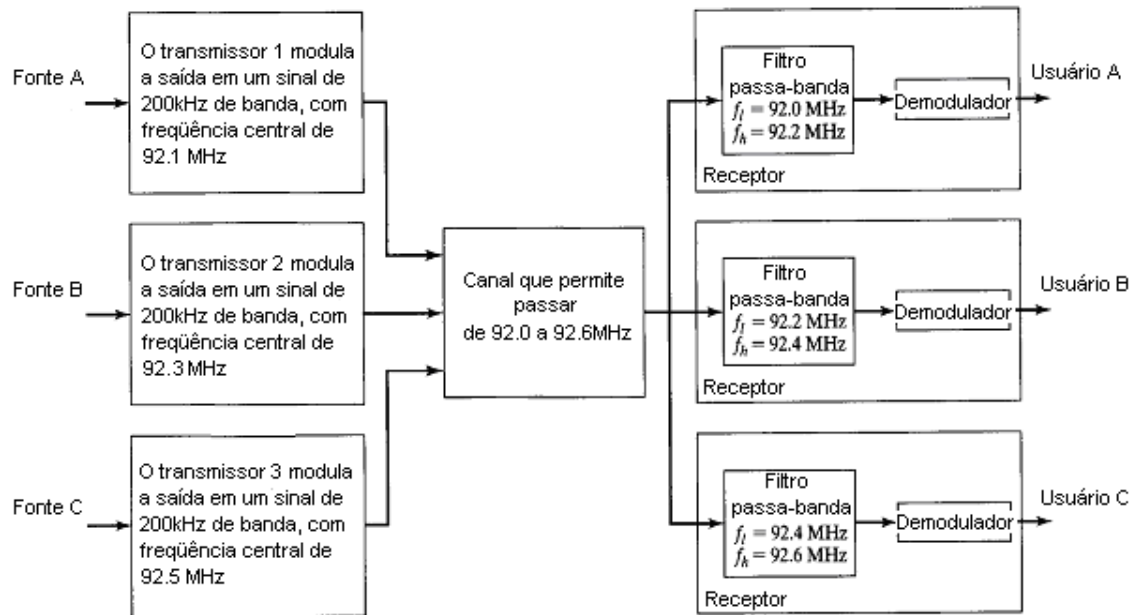 Fonte A
O transmissor 1 modula
a saída em um sinal de
200kHz de banda, com
freqüência central de
92.1 MHz
Fonte B
O transmissor 2 modula
a saída em um sinal de
200kHz de banda, com
freqüência central de
92.3 MHz
Fonte C
O transmissor 3 modula
a saída em um sinal de
200kHz de banda, com
freqüência central de
92.5 MHz
Canal que permite
passar
de 92.0 a 92.6MHz
Filtro
passa-banda
f_l = 92.0 MHz
f_h = 92.2 MHz
Demodulador
Receptor
Usuário A
Filtro
passa-banda
f_l = 92.2 MHz
f_h = 92.4 MHz
Demodulador
Receptor
Usuário B
Filtro
passa-banda
f_l = 92.4 MHz
f_h = 92.6 MHz
Demodulador
Receptor
Usuário C